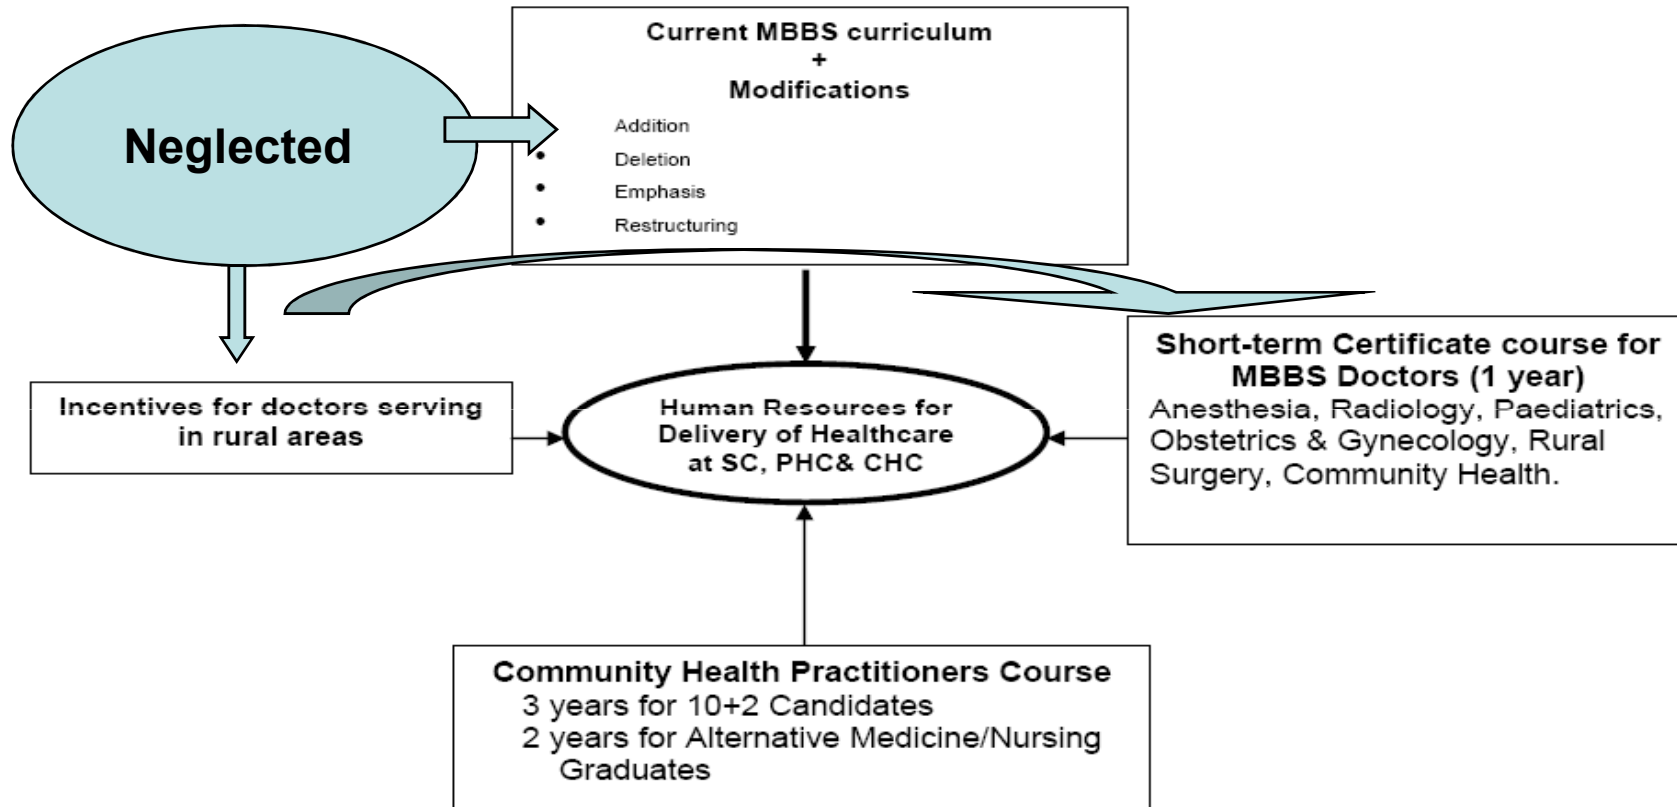 Neglected
Current MBBS curriculum
+
Modifications
Addition
• Deletion
• Emphasis
• Restructuring
Incentives for doctors serving
in rural areas
Human Resources for
Delivery of Healthcare
at SC, PHC& CHC
Short-term Certificate course for
MBBS Doctors (1 year)
Anesthesia, Radiology, Paediatrics,
Obstetrics & Gynecology, Rural
Surgery, Community Health.
Community Health Practitioners Course
3 years for 10+2 Candidates
2 years for Alternative Medicine/Nursing
Graduates